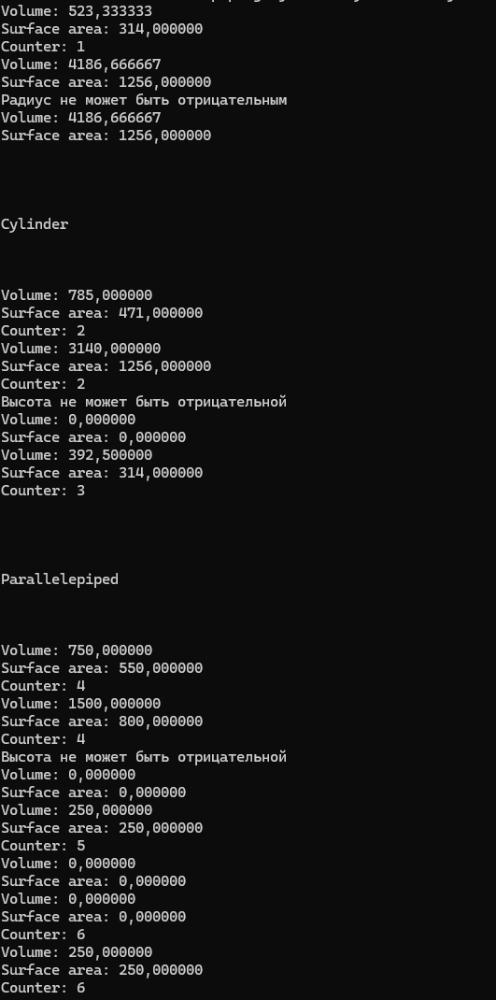 Volume: 523,333333
Surface area: 314,000000
Counter: 1
Volume: 4186,666667
Surface area: 1256,000000
Радиус не может быть отрицательным
Volume: 4186,666667
Surface area: 1256,000000
Cylinder
Volume: 785,000000
Surface area: 471,000000
Counter: 2
Volume: 3140,000000
Surface area: 1256,000000
Counter: 2
Высота не может быть отрицательной
Volume: 0,000000
Surface area: 0,000000
Volume: 392,500000
Surface area: 314,000000
Counter: 3
Parallelepiped
Volume: 750,000000
Surface area: 550,000000
Counter: 4
Volume: 1500,000000
Surface area: 800,000000
Counter: 4
Высота не может быть отрицательной
Volume: 0,000000
Surface area: 0,000000
Volume: 250,000000
Surface area: 250,000000
Counter: 5
Volume: 0,000000
Surface area: 0,000000
Volume: 0,000000
Surface area: 0,000000
Counter: 6
Volume: 250,000000
Surface area: 250,000000
Counter: 6